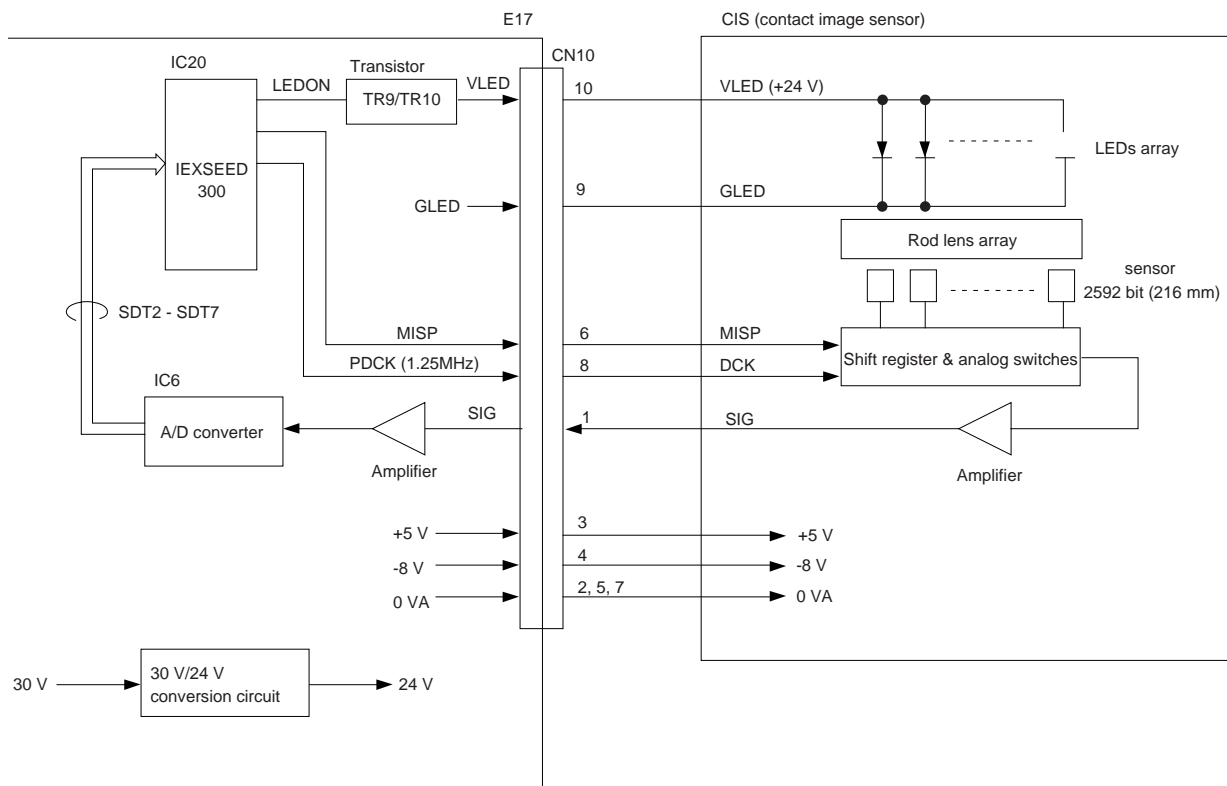 E17
CIS (contact image sensor)
IC20
Transistor
CN10
LEDON
TR9/TR10
VLED
10
VLED (+24 V)
IEXSEED
300
LEDs array
GLED
9
GLED
Rod lens array
sensor
2592 bit (216 mm)
SDT2 - SDT7
MISP
6
MISP
PDCK (1.25MHz)
8
DCK
Shift register & analog switches
IC6
A/D converter
SIG
1
SIG
Amplifier
Amplifier
+5 V
3
+5 V
-8 V
4
-8 V
0 VA
2, 5, 7
0 VA
30 V
30 V/24 V
conversion circuit
24 V